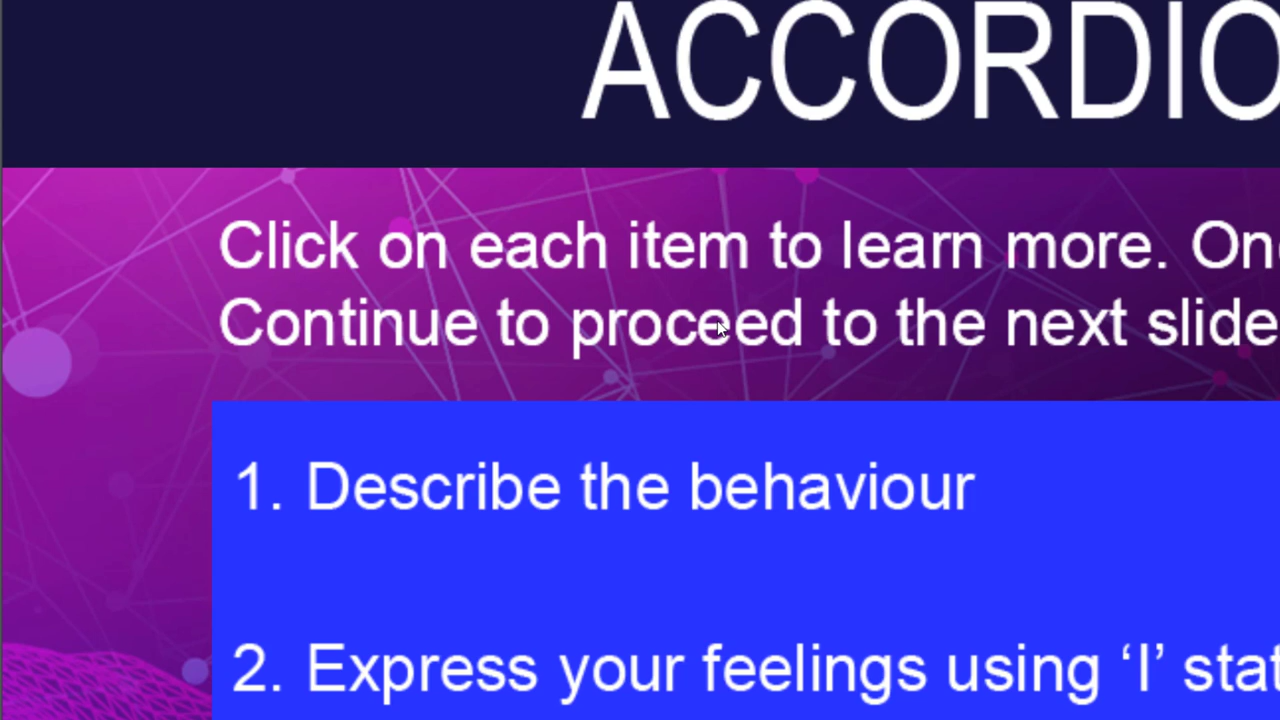 ACCORDIO
Click on each item to learn more. On
Continue to proceed to the next slide
1. Describe the behaviour
2. Express your feelings using ‘I’ stat